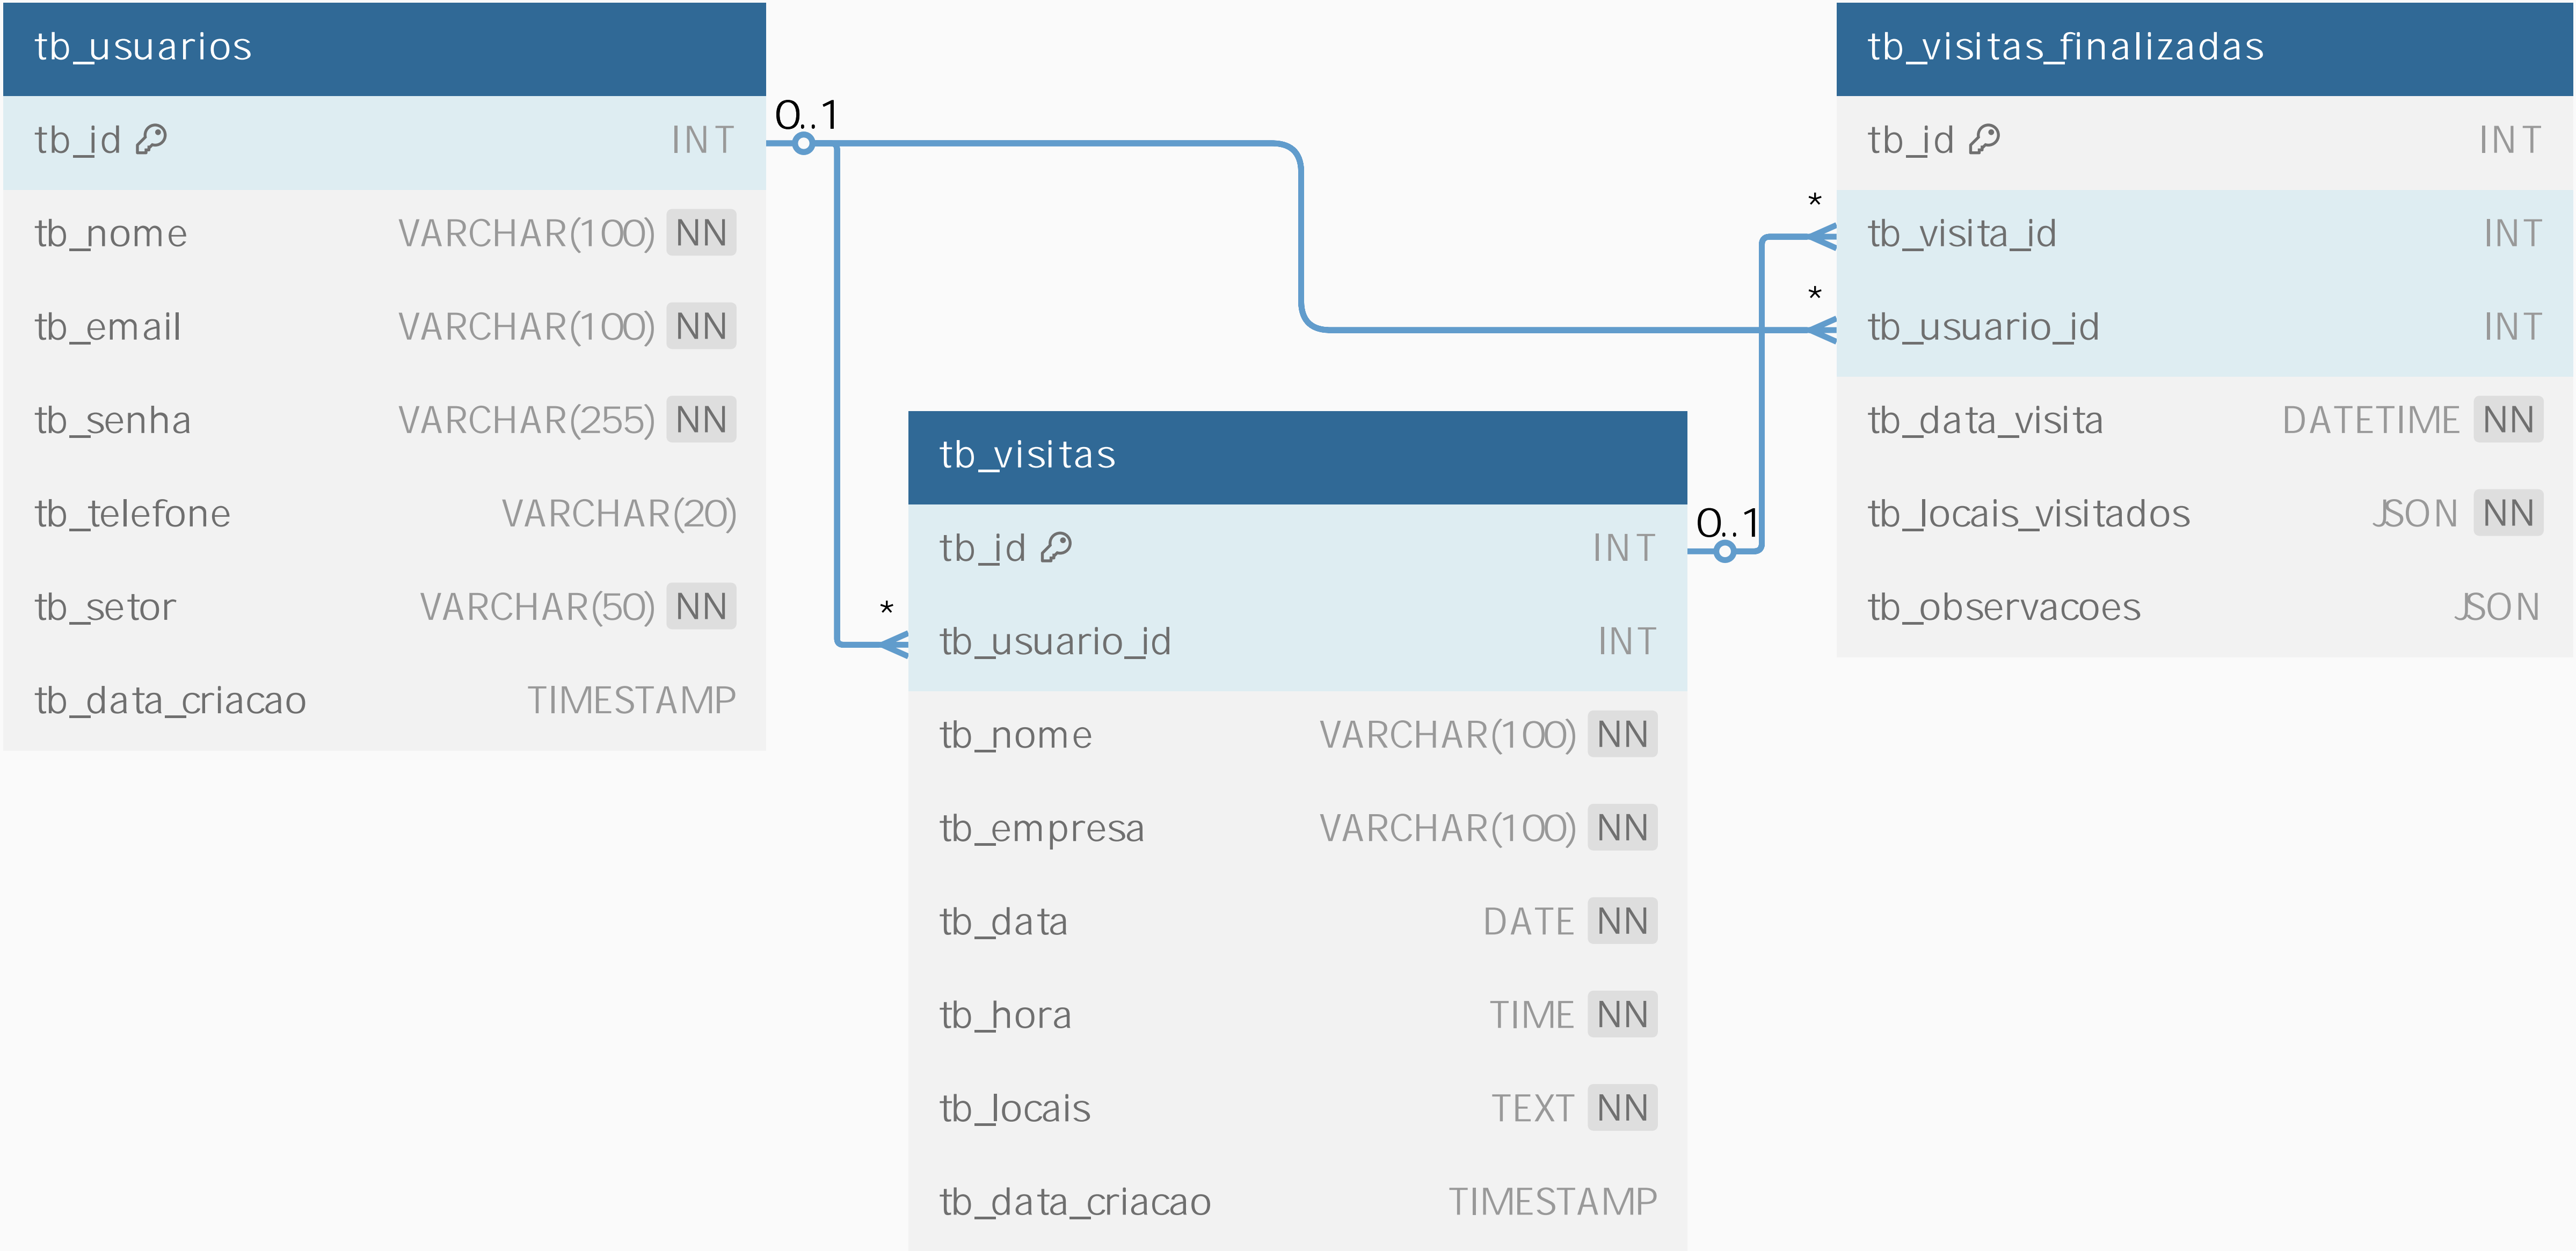 tb_usuarios
tb_id INT
tb_nome VARCHAR(100) NN
tb_email VARCHAR(100) NN
tb_senha VARCHAR(255) NN
tb_telefone VARCHAR(20)
tb_setor VARCHAR(50) NN
tb_data_criacao TIMESTAMP
0..1
*
tb_visitas
tb_id INT
tb_usuario_id INT
tb_nome VARCHAR(100) NN
tb_empresa VARCHAR(100) NN
tb_data DATE NN
tb_hora TIME NN
tb_locais TEXT NN
tb_data_criacao TIMESTAMP
0..1
*
*
tb_visitas_finalizadas
tb_id INT
tb_visita_id INT
tb_usuario_id INT
tb_data_visita DATETIME NN
tb_locais_visitados JSON NN
tb_observacoes JSON